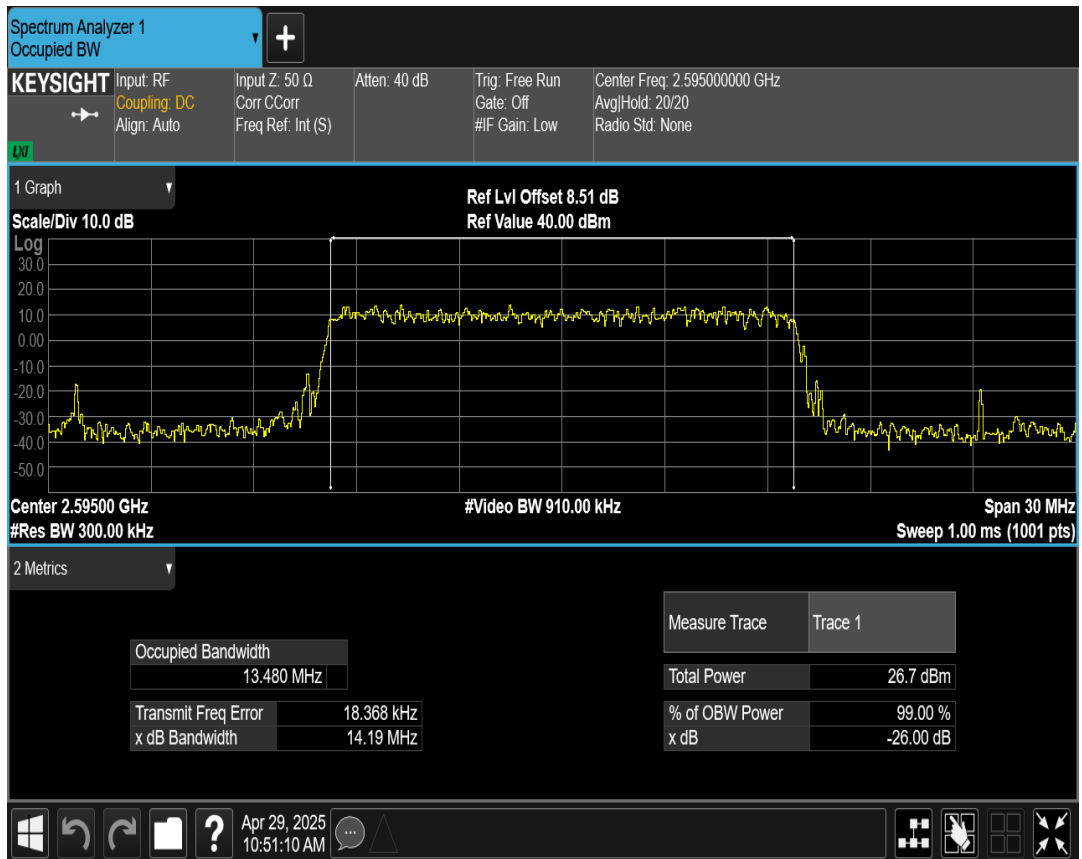 Spectrum Analyzer 1
Occupied BW
+
KEYSIGHT
LXI
Input: RF
Coupling: DC
Align: Auto
Input Z: 50 Ω
Corr CCorr
Freq Ref: Int (S)
Atten: 40 dB
Trig: Free Run
Gate: Off
#IF Gain: Low
Center Freq: 2.595000000 GHz
Avg|Hold: 20/20
Radio Std: None
1 Graph
Scale/Div 10.0 dB
Ref Lvl Offset 8.51 dB
Ref Value 40.00 dBm
Log
30.0
20.0
10.0
0.00
-10.0
-20.0
-30.0
-40.0
-50.0
Center 2.59500 GHz
#Res BW 300.00 kHz
#Video BW 910.00 kHz
Span 30 MHz
Sweep 1.00 ms (1001 pts)
2 Metrics
Occupied Bandwidth
13.480 MHz
Transmit Freq Error 18.368 kHz
x dB Bandwidth 14.19 MHz
Measure Trace Trace 1
Total Power 26.7 dBm
% of OBW Power 99.00 %
x dB -26.00 dB
?
Apr 29, 2025
10:51:10 AM